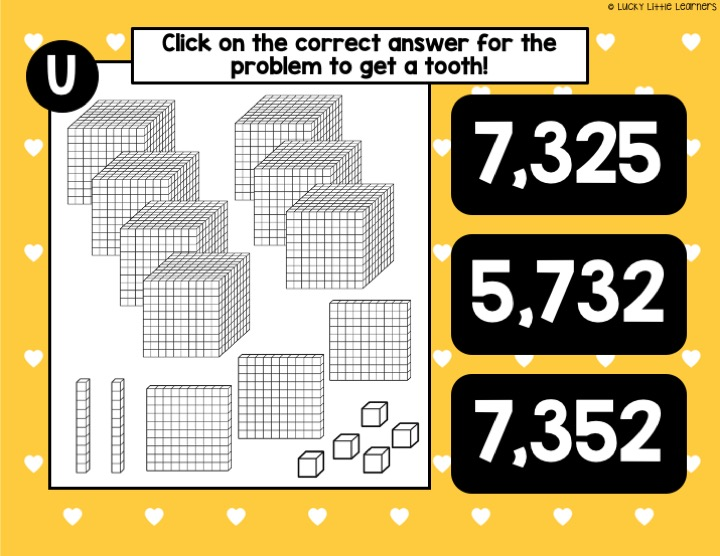 © Lucky Little Learners
Click on the correct answer for the
problem to get a tooth!
U
7,325
5,732
7,352